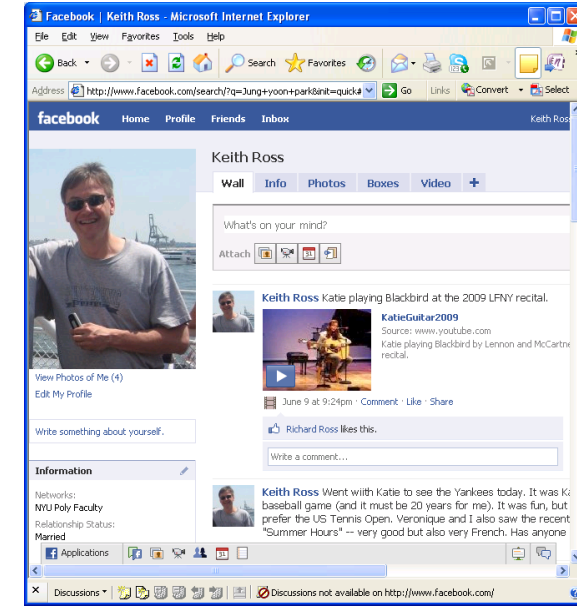 Facebook | Keith Ross - Microsoft Internet Explorer
File Edit View Favorites Tools Help
Back Search Favorites
Address http://www.facebook.com/search/?q=Jung+yoon+park&init=quick# Go Links Convert Select
facebook Home Profile Friends Inbox Keith Ross
Keith Ross
Wall Info Photos Boxes Video +
What's on your mind?
Attach 31
Keith Ross Katie playing Blackbird at the 2009 LFNY recital.
KatieGuitar2009
Source: www.youtube.com
Katie playing Blackbird by Lennon and McCartne
recital.
View Photos of Me (4)
Edit My Profile
June 9 at 9:24pm · Comment · Like · Share
Richard Ross likes this.
Write something about yourself.
Write a comment...
Information
Keith Ross Went wiith Katie to see the Yankees today. It was Ka
baseball game (and it must be 20 years for me). It was fun, but
prefer the US Tennis Open. Veronique and I also saw the recent
"Summer Hours" -- very good but also very French. Has anyone
Networks:
NYU Poly Faculty
Relationship Status:
Married
Applications 31
Discussions Discussions not available on http://www.facebook.com/